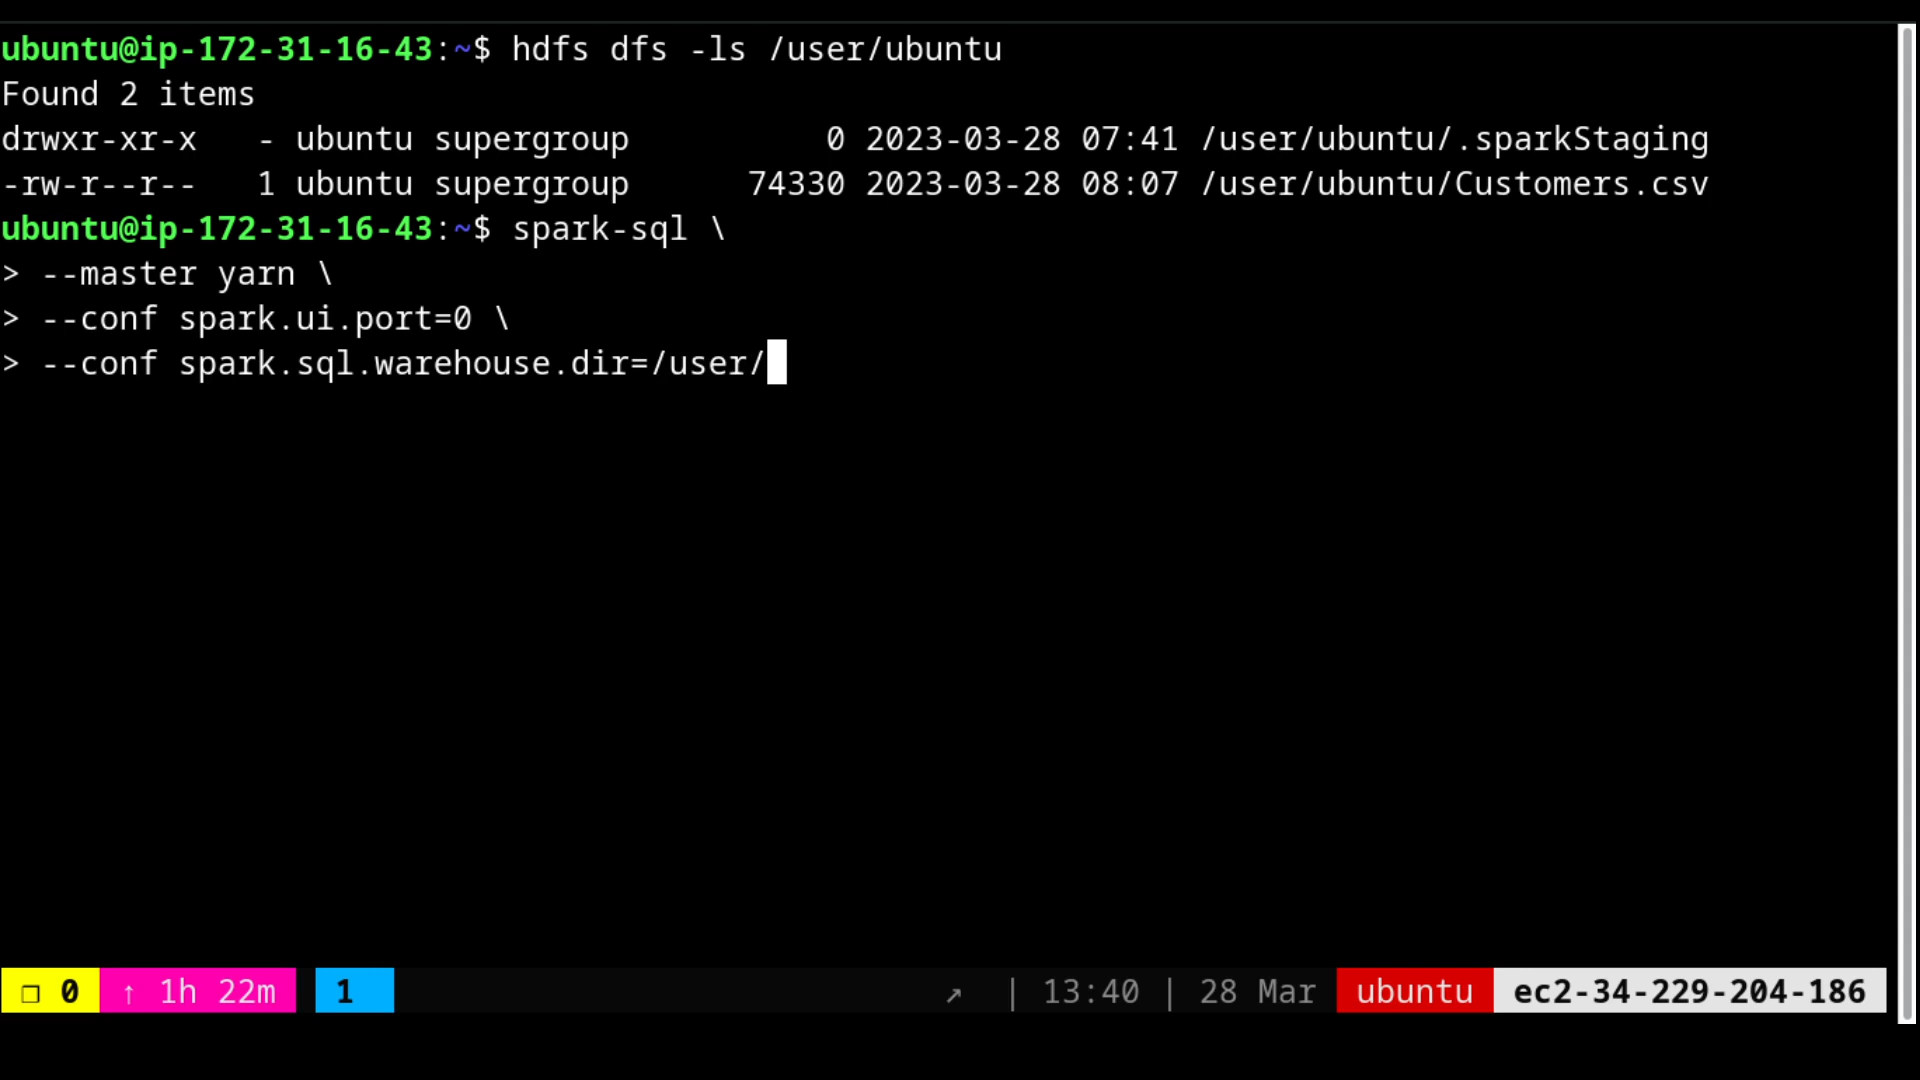 ubuntu@ip-172-31-16-43:~$ hdfs dfs -ls /user/ubuntu
Found 2 items
drwxr-xr-x   - ubuntu supergroup          0 2023-03-28 07:41 /user/ubuntu/.sparkStaging
-rw-r--r--   1 ubuntu supergroup      74330 2023-03-28 08:07 /user/ubuntu/Customers.csv
ubuntu@ip-172-31-16-43:~$ spark-sql \
> --master yarn \
> --conf spark.ui.port=0 \
> --conf spark.sql.warehouse.dir=/user/
❐ 0 ↑ 1h 22m 1 ↗ | 13:40 | 28 Mar ubuntu ec2-34-229-204-186